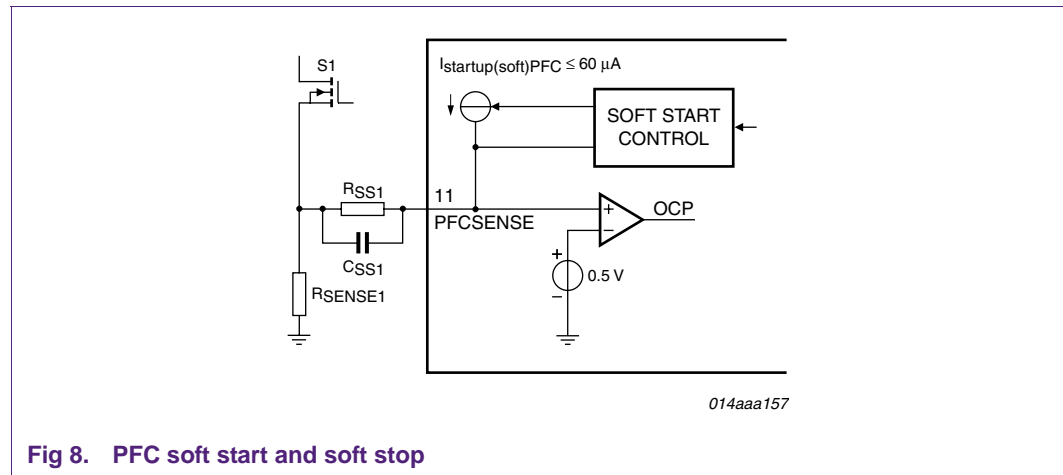 S1
Istartup(soft)PFC ≤ 60 μA
SOFT START
CONTROL
RSS1
11
PFCSENSE
CSS1
RSENSE1
+
−
OCP
+
−
0.5 V
014aaa157
Fig 8. PFC soft start and soft stop